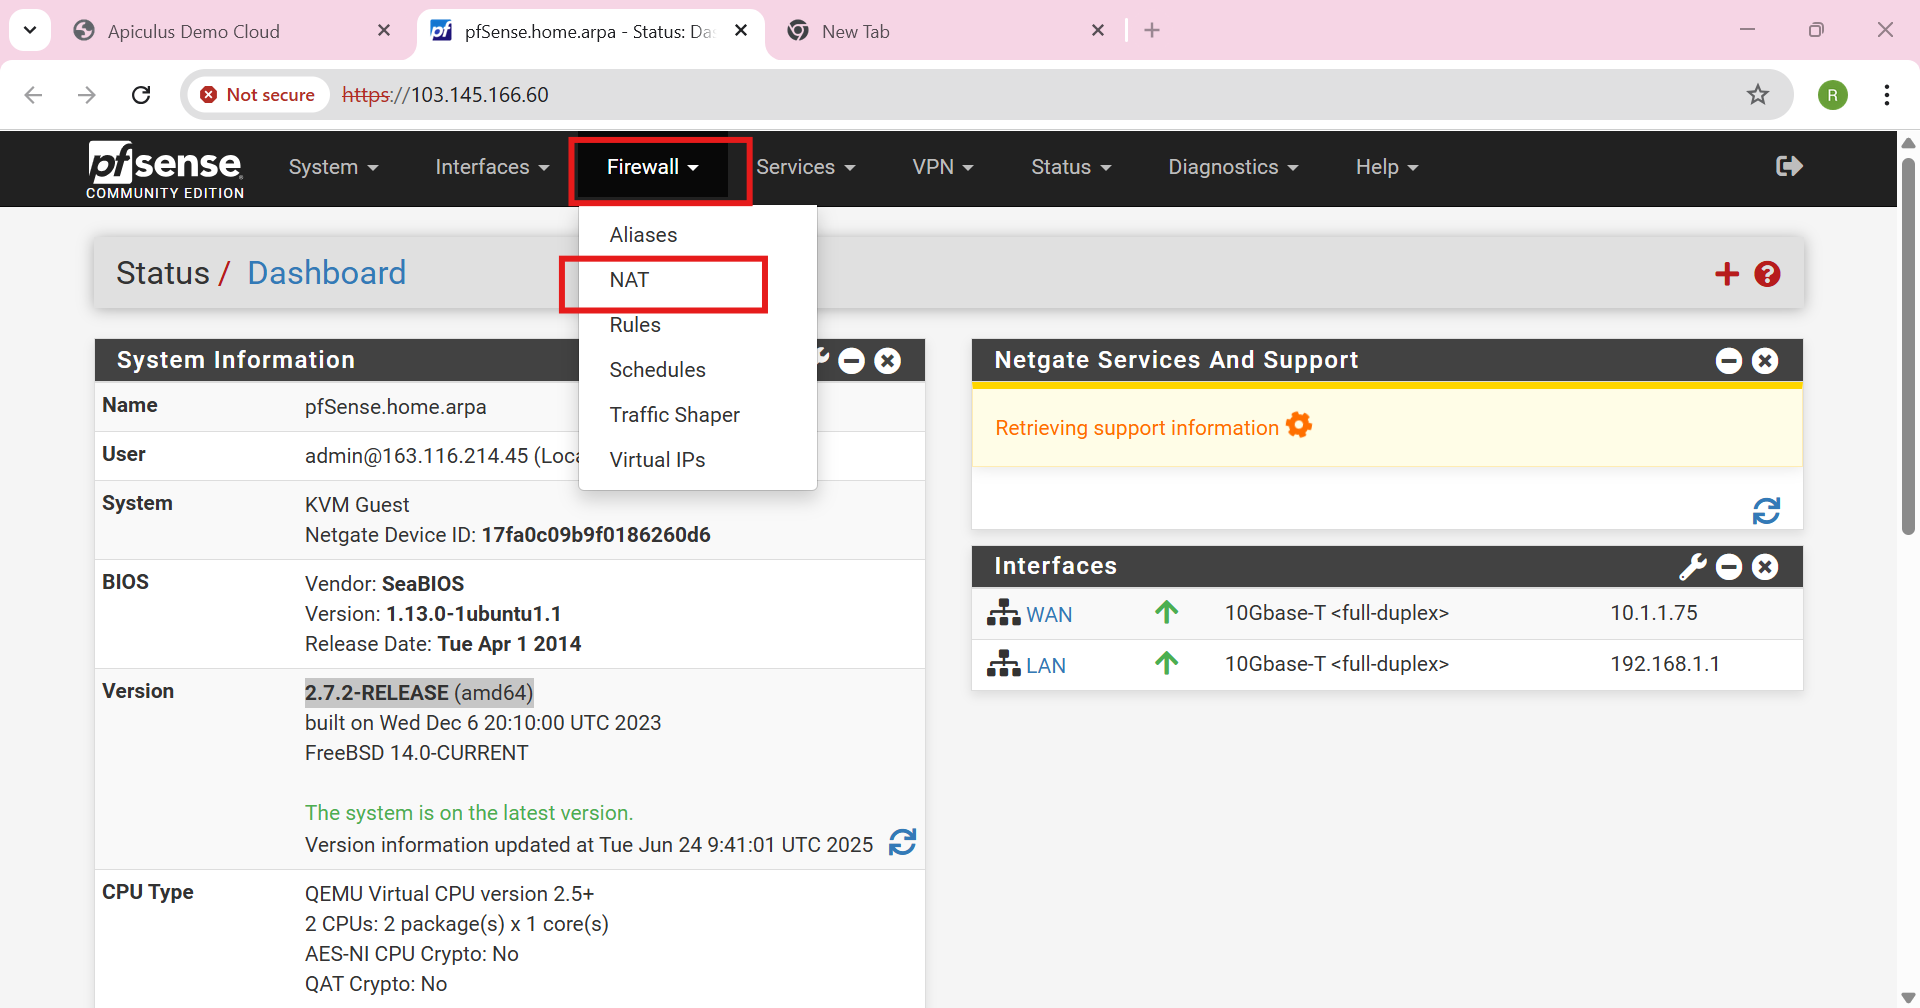 Apiculus Demo Cloud
pfSense.home.arpa - Status: Da
New Tab
Not secure
https://103.145.166.60
R
pfsense
COMMUNITY EDITION
System
Interfaces
Firewall
Services
VPN
Status
Diagnostics
Help
Aliases
NAT
Rules
Schedules
Traffic Shaper
Virtual IPs
Status / Dashboard
System Information
Name
pfSense.home.arpa
User
admin@163.116.214.45 (Loca
System
KVM Guest
Netgate Device ID: 17fa0c09b9f0186260d6
BIOS
Vendor: SeaBIOS
Version: 1.13.0-1ubuntu1.1
Release Date: Tue Apr 1 2014
Version
2.7.2-RELEASE (amd64)
built on Wed Dec 6 20:10:00 UTC 2023
FreeBSD 14.0-CURRENT
The system is on the latest version.
Version information updated at Tue Jun 24 9:41:01 UTC 2025
CPU Type
QEMU Virtual CPU version 2.5+
2 CPUs: 2 package(s) x 1 core(s)
AES-NI CPU Crypto: No
QAT Crypto: No
Netgate Services And Support
Retrieving support information
Interfaces
WAN 10Gbase-T <full-duplex> 10.1.1.75
LAN 10Gbase-T <full-duplex> 192.168.1.1